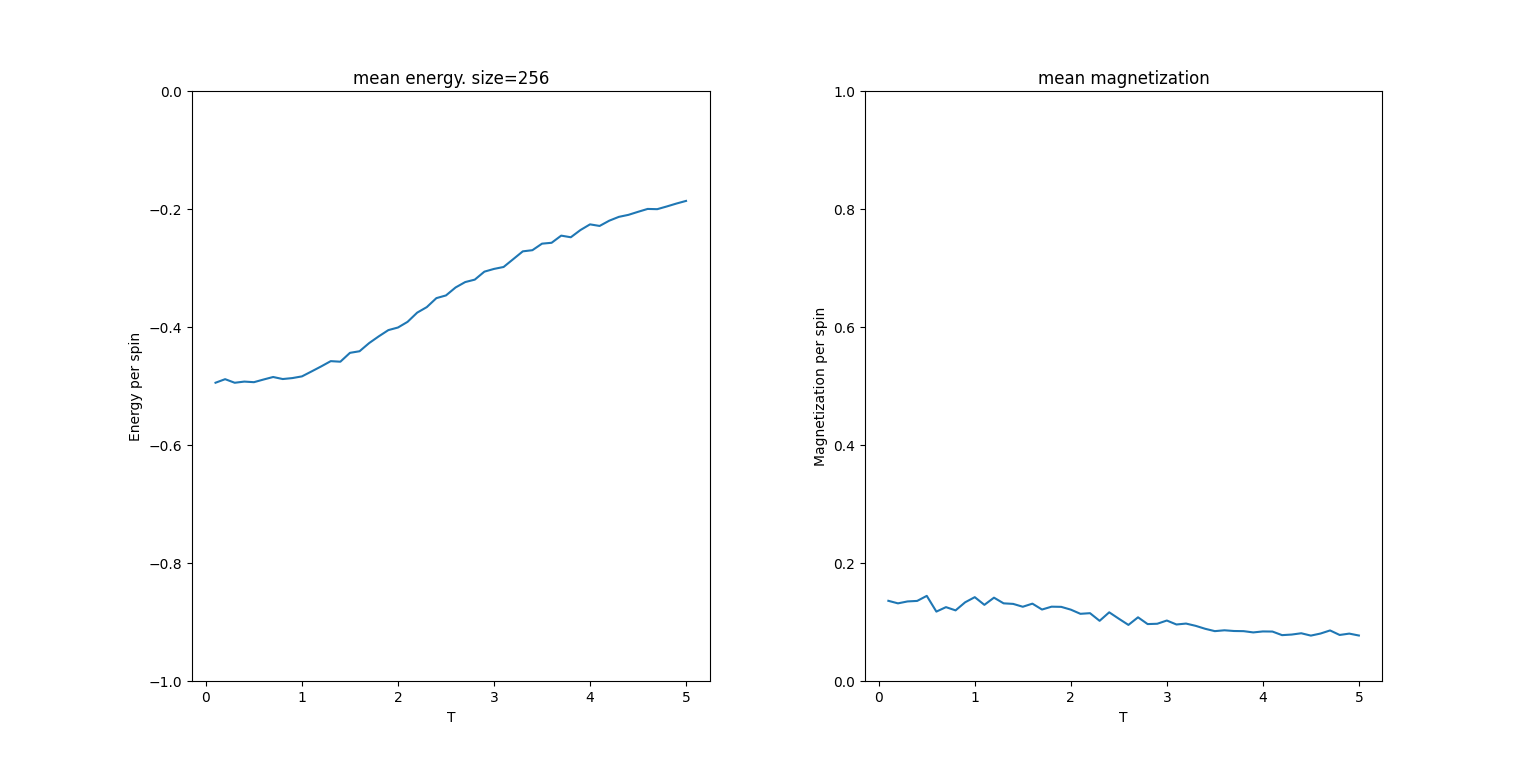 mean energy. size=256
0.0
−0.2
−0.4
−0.6
−0.8
−1.0
Energy per spin
0 1 2 3 4 5
T
mean magnetization
1.0
0.8
0.6
0.4
0.2
0.0
Magnetization per spin
0 1 2 3 4 5
T